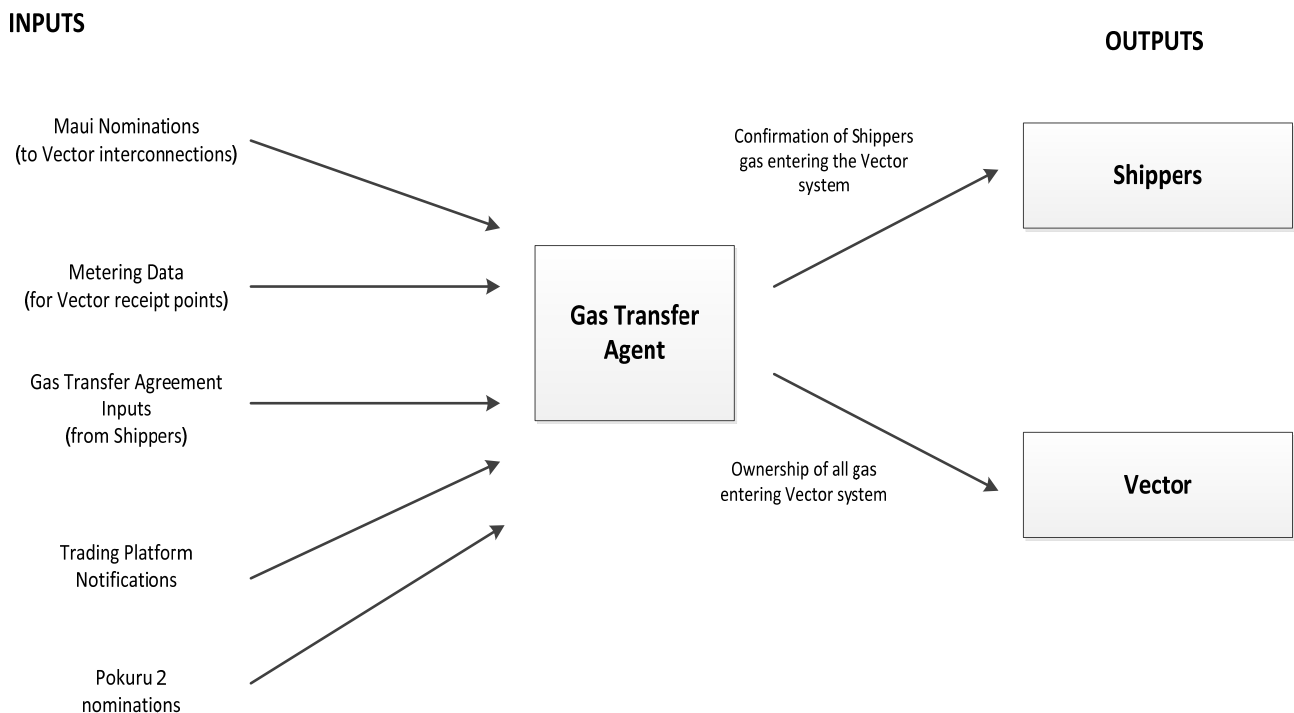 INPUTS
OUTPUTS
Maui Nominations
(to Vector interconnections)
Metering Data
(for Vector receipt points)
Gas Transfer Agreement
Inputs
(from Shippers)
Trading Platform
Notifications
Pokuru 2
nominations
Gas Transfer
Agent
Confirmation of Shippers
gas entering the Vector
system
Ownership of all gas
entering Vector system
Shippers
Vector